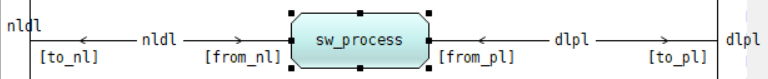 nldl
nldl sw_process dlpl dlpl
[to_nl] [from_nl] [from_pl] [to_pl]